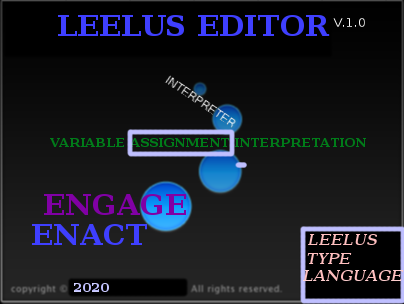 LEELUS EDITOR V.1.0
INTERPRETER
VARIABLE ASSIGNMENT INTERPRETATION
ENGAGE
ENACT
LEELUS
TYPE
LANGUAGE
copyright © 2020 All rights reserved.